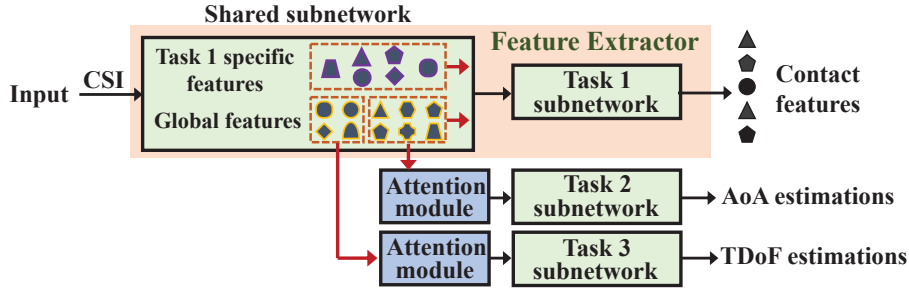 Shared subnetwork
Task 1 specific
features
Feature Extractor
Input
CSI
Global features
Task 1
subnetwork
Contact
features
Attention
module
Task 2
subnetwork
AoA estimations
Attention
module
Task 3
subnetwork
TDoF estimations